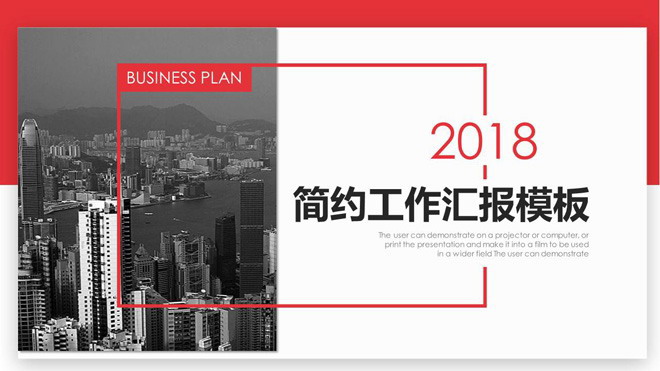 BUSINESS PLAN
2018
简约工作汇报模板
The user can demonstrate on a projector or computer, or
print the presentation and make it into a film to be used
in a wider field The user can demonstrate